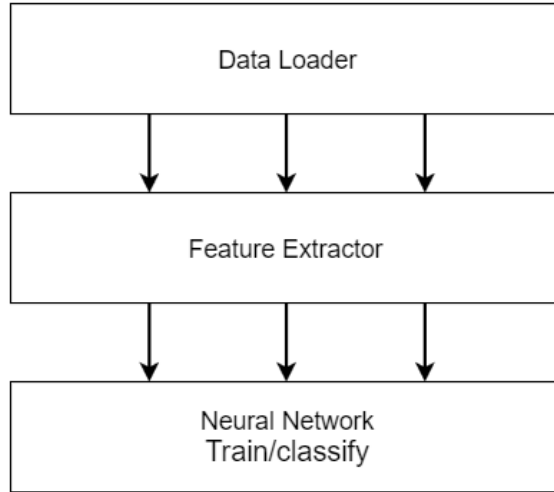 Data Loader
Feature Extractor
Neural Network
Train/classify